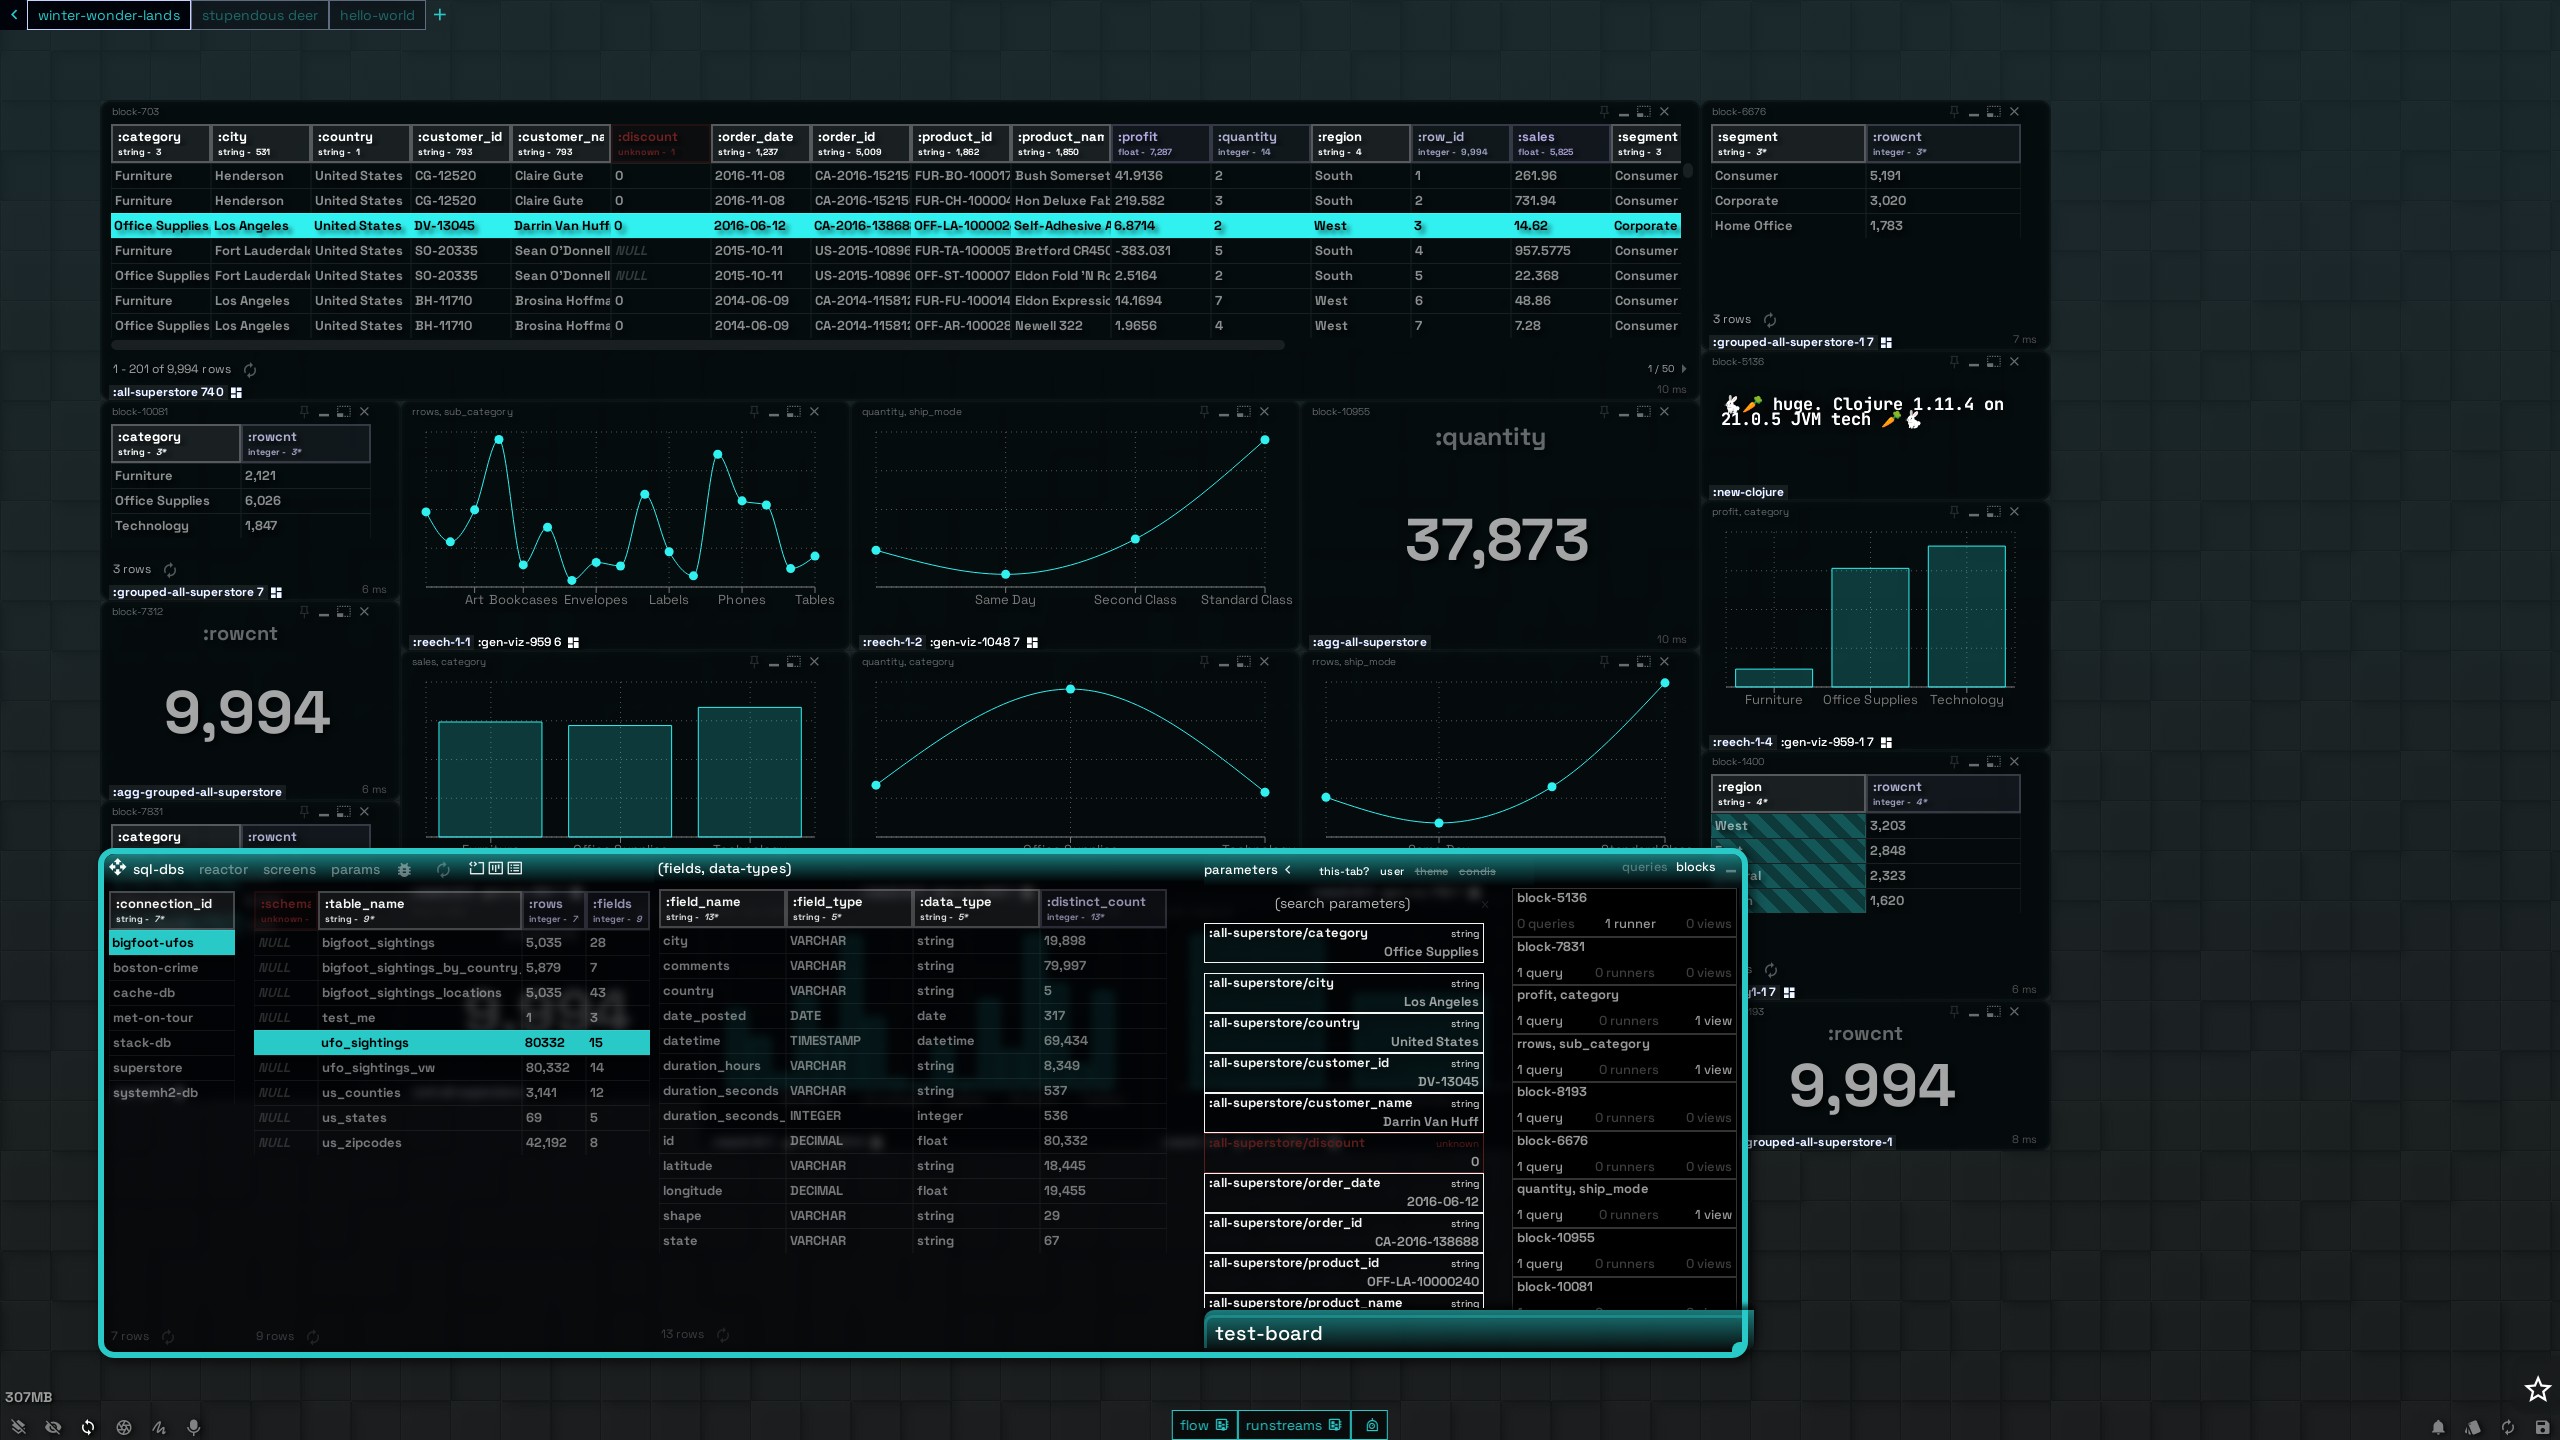 winter-wonder-lands stupendous deer hello-world +
block-703
:category :city :country :customer_id :customer_na :discount :order_date :order_id :product_id :product_nam :profit :quantity :region :row_id :sales :segment
string - 3 string - 531 string - 1 string - 793 string - 793 unknown - 1 string - 1,237 string - 5,009 string - 1,862 string - 1,850 float - 7,287 integer - 14 string - 4 integer - 9,994 float - 5,825 string - 3
Furniture Henderson United States CG-12520 Claire Gute 0 2016-11-08 CA-2016-15215 FUR-BO-10001 Bush Somerset 41.9136 2 South 1 261.96 Consumer
Furniture Henderson United States CG-12520 Claire Gute 0 2016-11-08 CA-2016-15215 FUR-CH-10000 Hon Deluxe Fab 219.582 3 South 2 731.94 Consumer
Office Supplies Los Angeles United States DV-13045 Darrin Van Huff 0 2016-06-12 CA-2016-13868 OFF-LA-100002 Self-Adhesive A 6.8714 2 West 3 14.62 Corporate
Furniture Fort Lauderdale United States SO-20335 Sean O'Donnell NULL 2015-10-11 US-2015-10896 FUR-TA-100005 Bretford CR450 -383.031 5 South 4 957.5775 Consumer
Office Supplies Fort Lauderdale United States SO-20335 Sean O'Donnell NULL 2015-10-11 US-2015-10896 OFF-ST-100007 Eldon Fold 'N Ro 2.5164 2 South 5 22.368 Consumer
Furniture Los Angeles United States BH-11710 Brosina Hoffma 0 2014-06-09 CA-2014-11581 FUR-FU-100014 Eldon Expressio 14.1694 7 West 6 48.86 Consumer
Office Supplies Los Angeles United States BH-11710 Brosina Hoffma 0 2014-06-09 CA-2014-11581 OFF-AR-100028 Newell 322 1.9656 4 West 7 7.28 Consumer
1 - 201 of 9,994 rows
1 / 50
10 ms
:all-superstore 740
block-6676
:segment :rowcnt
string - 3* integer - 3*
Consumer 5,191
Corporate 3,020
Home Office 1,783
3 rows
:grouped-all-superstore-1 7
7 ms
block-5136
🐇🥕 huge. Clojure 1.11.4 on
21.0.5 JVM tech 🥕🐇
:new-clojure
block-10081
:category :rowcnt
string - 3* integer - 3*
Furniture 2,121
Office Supplies 6,026
Technology 1,847
3 rows
:grouped-all-superstore 7
6 ms
rrows, sub_category
Art Bookcases Envelopes Labels Phones Tables
:reech-1-1 :gen-viz-959 6
quantity, ship_mode
Same Day Second Class Standard Class
:reech-1-2 :gen-viz-1048 7
block-10955
:quantity
37,873
:agg-all-superstore
10 ms
profit, category
Furniture Office Supplies Technology
:reech-1-4 :gen-viz-959-1 7
block-7312
:rowcnt
9,994
:agg-grouped-all-superstore
6 ms
sales, category
quantity, category
rrows, ship_mode
block-7831
:category :rowcnt
block-1400
:region :rowcnt
string - 4* integer - 4*
West 3,203
2,848
2,323
1,620
6 ms
:rowcnt
9,994
grouped-all-superstore-1
8 ms
sql-dbs reactor screens params
(fields, data-types)
parameters this-tab? user theme condis
queries blocks
:connection_id
string - 7*
bigfoot-ufos
boston-crime
cache-db
met-on-tour
stack-db
superstore
systemh2-db
7 rows
:schema :table_name :rows :fields
unknown - string - 9* integer - 7 integer - 9
NULL bigfoot_sightings 5,035 28
NULL bigfoot_sightings_by_country 5,879 7
NULL bigfoot_sightings_locations 5,035 43
NULL test_me 1 3
ufo_sightings 80332 15
NULL ufo_sightings_vw 80,332 14
NULL us_counties 3,141 12
NULL us_states 69 5
NULL us_zipcodes 42,192 8
9 rows
:field_name :field_type :data_type :distinct_count
string - 13* string - 5* string - 5* integer - 13*
city VARCHAR string 19,898
comments VARCHAR string 79,997
country VARCHAR string 5
date_posted DATE date 317
datetime TIMESTAMP datetime 69,434
duration_hours VARCHAR string 8,349
duration_seconds VARCHAR string 537
duration_seconds_ INTEGER integer 536
id DECIMAL float 80,332
latitude VARCHAR string 18,445
longitude DECIMAL float 19,455
shape VARCHAR string 29
state VARCHAR string 67
13 rows
(search parameters)
:all-superstore/category string
Office Supplies
:all-superstore/city string
Los Angeles
:all-superstore/country string
United States
:all-superstore/customer_id string
DV-13045
:all-superstore/customer_name string
Darrin Van Huff
:all-superstore/discount unknown
0
:all-superstore/order_date string
2016-06-12
:all-superstore/order_id string
CA-2016-138688
:all-superstore/product_id string
OFF-LA-10000240
:all-superstore/product_name string
block-5136
0 queries 1 runner 0 views
block-7831
1 query 0 runners 0 views
profit, category
1 query 0 runners 1 view
rrows, sub_category
1 query 0 runners 1 view
block-8193
1 query 0 runners 0 views
block-6676
1 query 0 runners 0 views
quantity, ship_mode
1 query 0 runners 1 view
block-10955
1 query 0 runners 0 views
block-10081
test-board
307MB
flow runstreams